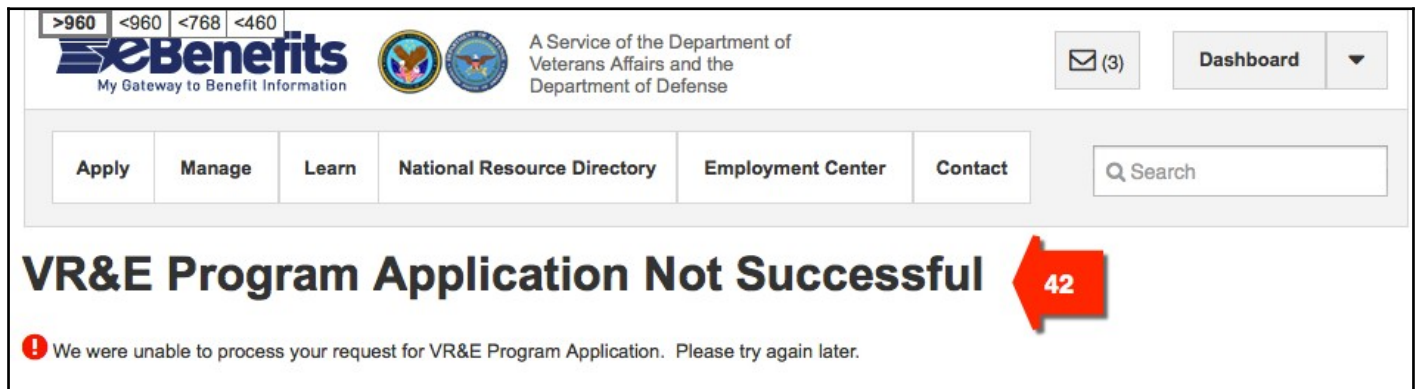 >960 <960 <768 <460
eBenefits
My Gateway to Benefit Information
A Service of the Department of
Veterans Affairs and the
Department of Defense
(3)
Dashboard
Apply Manage Learn National Resource Directory Employment Center Contact
Search
VR&E Program Application Not Successful
42
We were unable to process your request for VR&E Program Application. Please try again later.